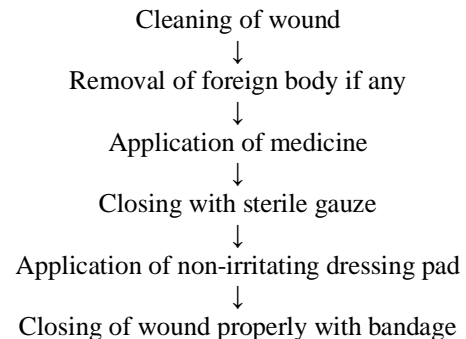 Cleaning of wound
↓
Removal of foreign body if any
↓
Application of medicine
↓
Closing with sterile gauze
↓
Application of non-irritating dressing pad
↓
Closing of wound properly with bandage